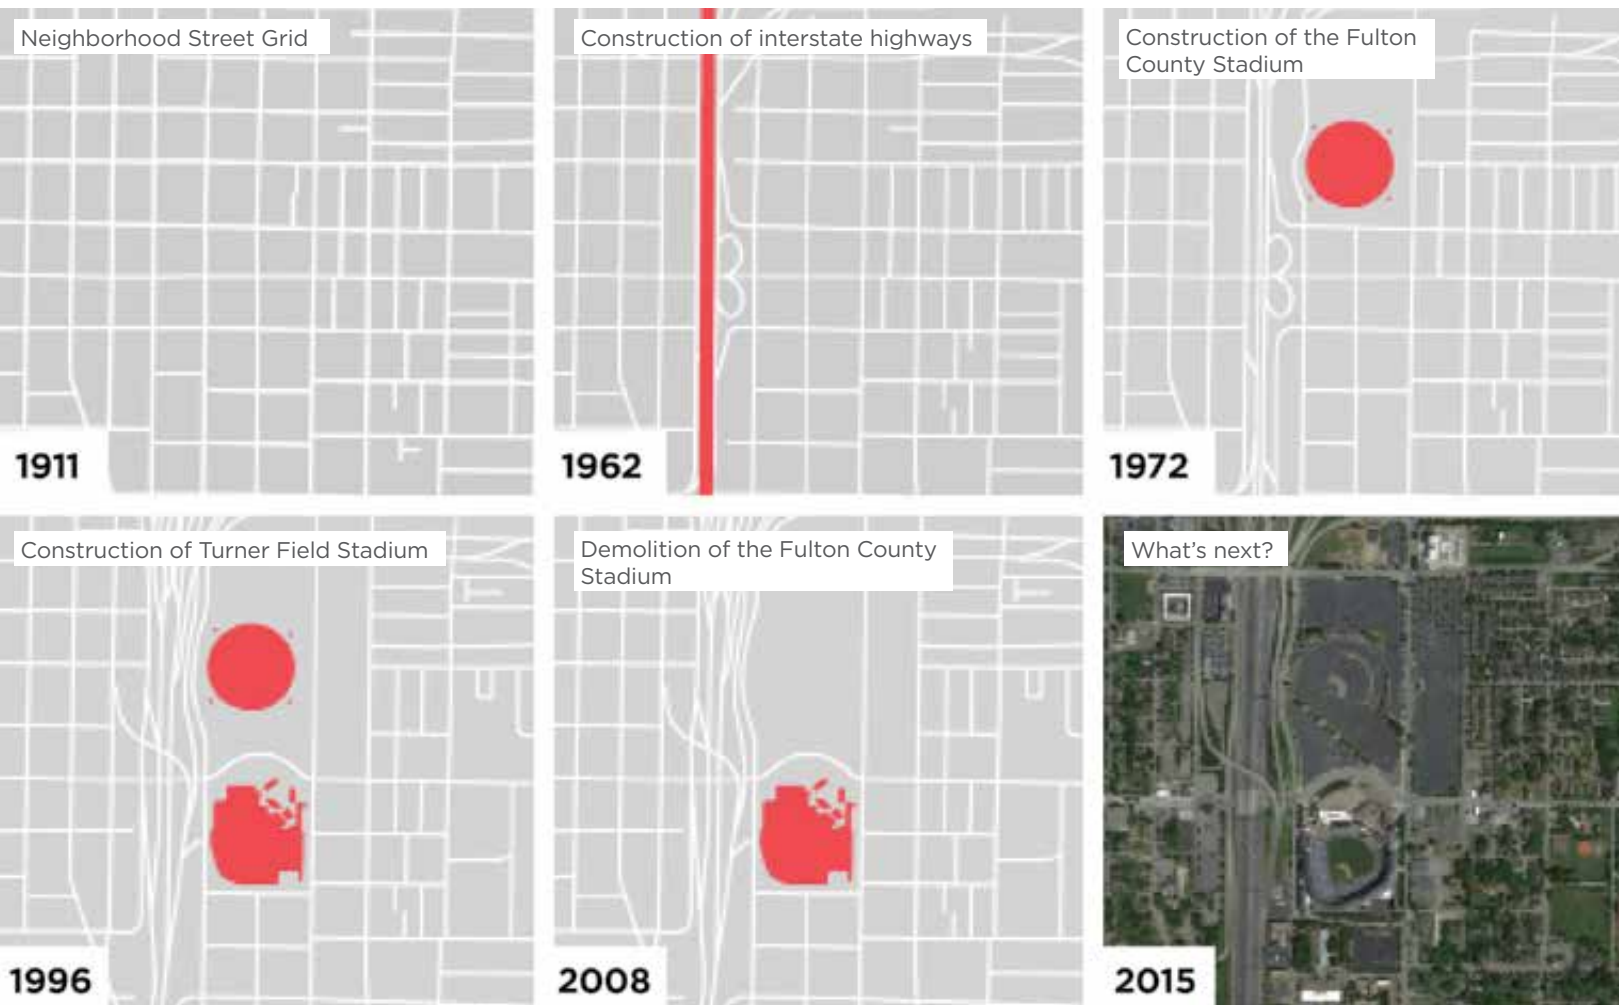 Neighborhood Street Grid
1911
Construction of interstate highways
1962
Construction of the Fulton
County Stadium
1972
Construction of Turner Field Stadium
1996
Demolition of the Fulton County
Stadium
2008
What's next?
2015